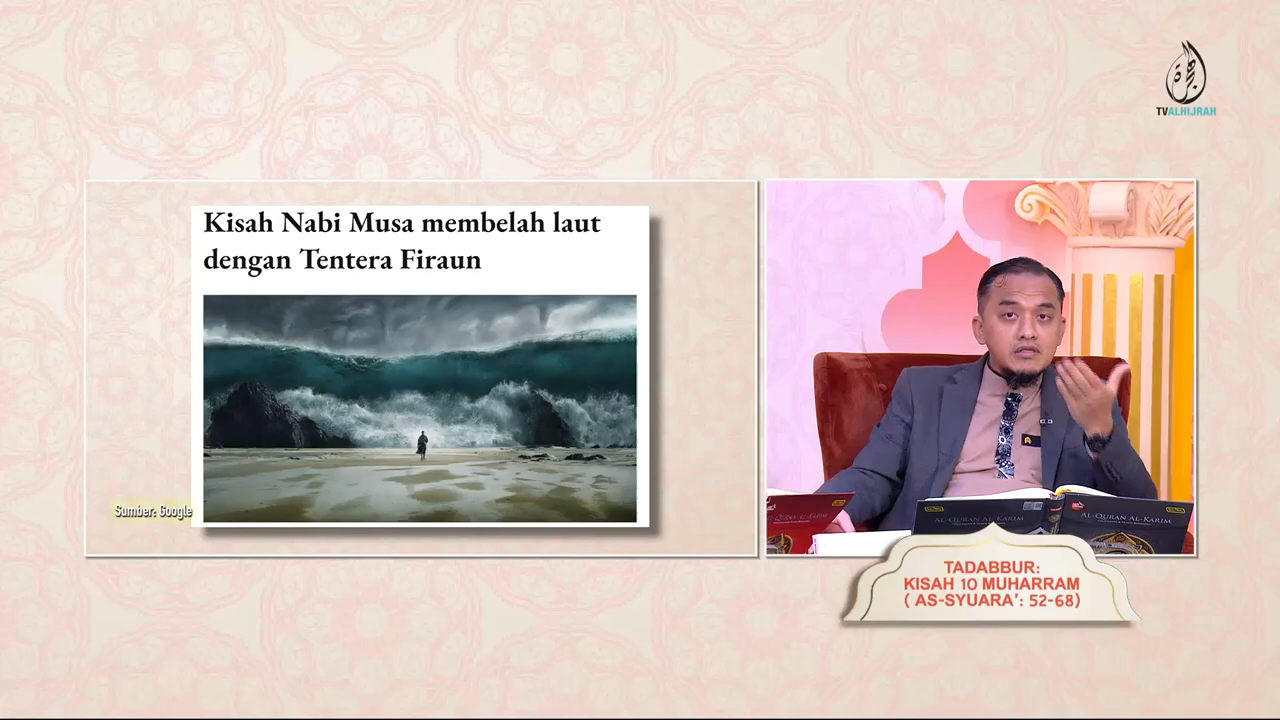 هجرة
TVALHIJRAH
Kisah Nabi Musa membelah laut
dengan Tentera Firaun
Sumber: Google
AL-QURAN AL-KARIM
AL-QURAN AL-KARIM
TADABBUR:
KISAH 10 MUHARRAM
( AS-SYUARA': 52-68)